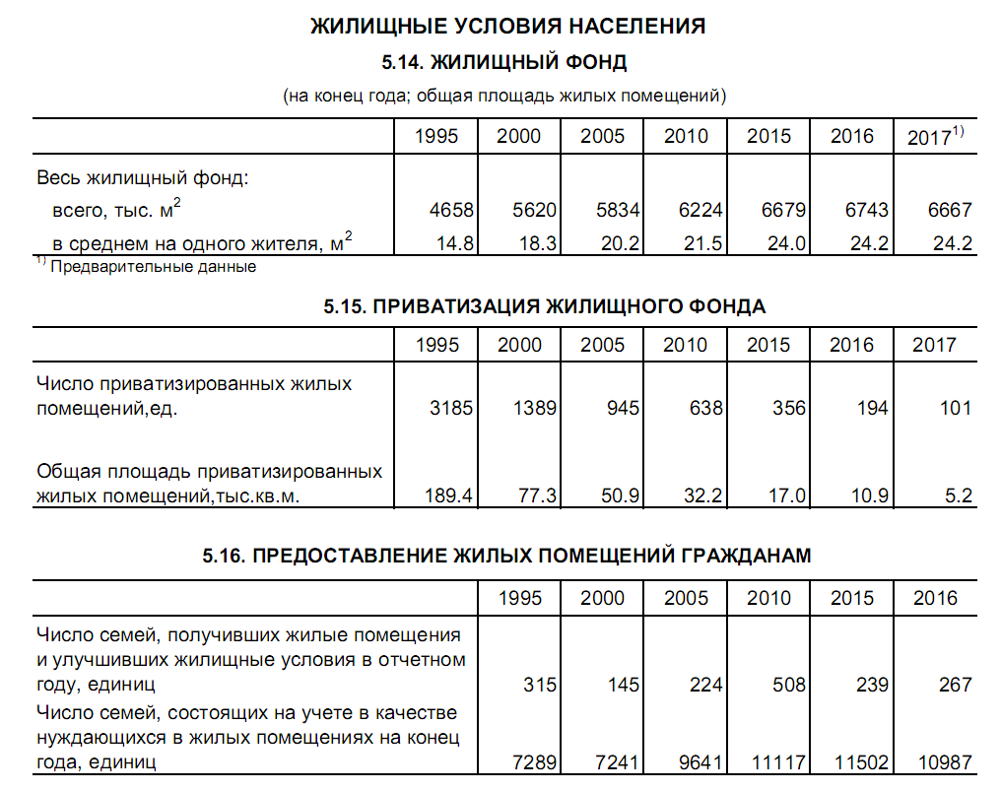 ЖИЛИЩНЫЕ УСЛОВИЯ НАСЕЛЕНИЯ
5.14. ЖИЛИЩНЫЙ ФОНД
(на конец года; общая площадь жилых помещений)
1995 2000 2005 2010 2015 2016 2017¹⁾
Весь жилищный фонд:
всего, тыс. м² 4658 5620 5834 6224 6679 6743 6667
в среднем на одного жителя, м² 14.8 18.3 20.2 21.5 24.0 24.2 24.2
¹⁾ Предварительные данные
5.15. ПРИВАТИЗАЦИЯ ЖИЛИЩНОГО ФОНДА
1995 2000 2005 2010 2015 2016 2017
Число приватизированных жилых
помещений,ед. 3185 1389 945 638 356 194 101
Общая площадь приватизированных
жилых помещений,тыс.кв.м. 189.4 77.3 50.9 32.2 17.0 10.9 5.2
5.16. ПРЕДОСТАВЛЕНИЕ ЖИЛЫХ ПОМЕЩЕНИЙ ГРАЖДАНАМ
1995 2000 2005 2010 2015 2016
Число семей, получивших жилые помещения
и улучшивших жилищные условия в отчетном
году, единиц 315 145 224 508 239 267
Число семей, состоящих на учете в качестве
нуждающихся в жилых помещениях на конец
года, единиц 7289 7241 9641 11117 11502 10987